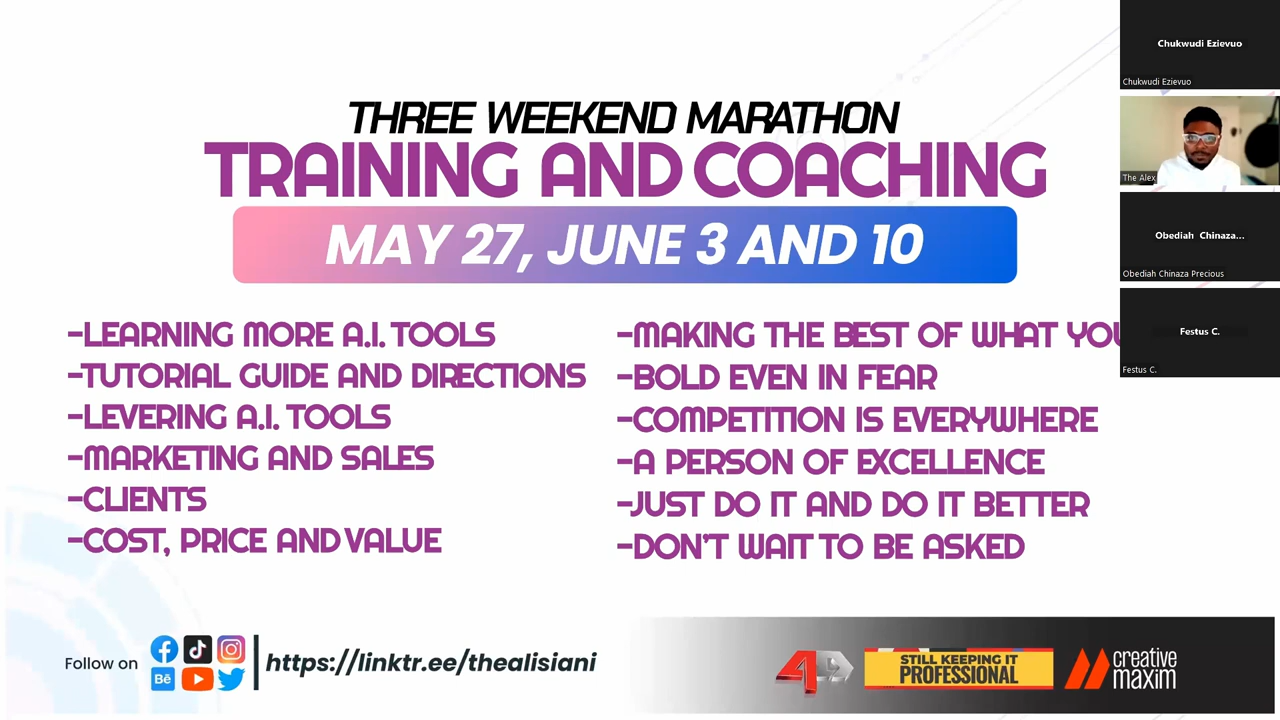 THREE WEEKEND MARATHON
TRAINING AND COACHING
MAY 27, JUNE 3 AND 10
-LEARNING MORE A.I. TOOLS
-TUTORIAL GUIDE AND DIRECTIONS
-LEVERING A.I. TOOLS
-MARKETING AND SALES
-CLIENTS
-COST, PRICE AND VALUE
-MAKING THE BEST OF WHAT YOU
-BOLD EVEN IN FEAR
-COMPETITION IS EVERYWHERE
-A PERSON OF EXCELLENCE
-JUST DO IT AND DO IT BETTER
-DON'T WAIT TO BE ASKED
Follow on
Bē
https://linktr.ee/thealisiani
4D
STILL KEEPING IT
PROFESSIONAL
creative
maxim
Chukwudi Ezievuo
Chukwudi Ezievuo
The Alex
Obediah Chinaza...
Obediah Chinaza Precious
Festus C.
Festus C.